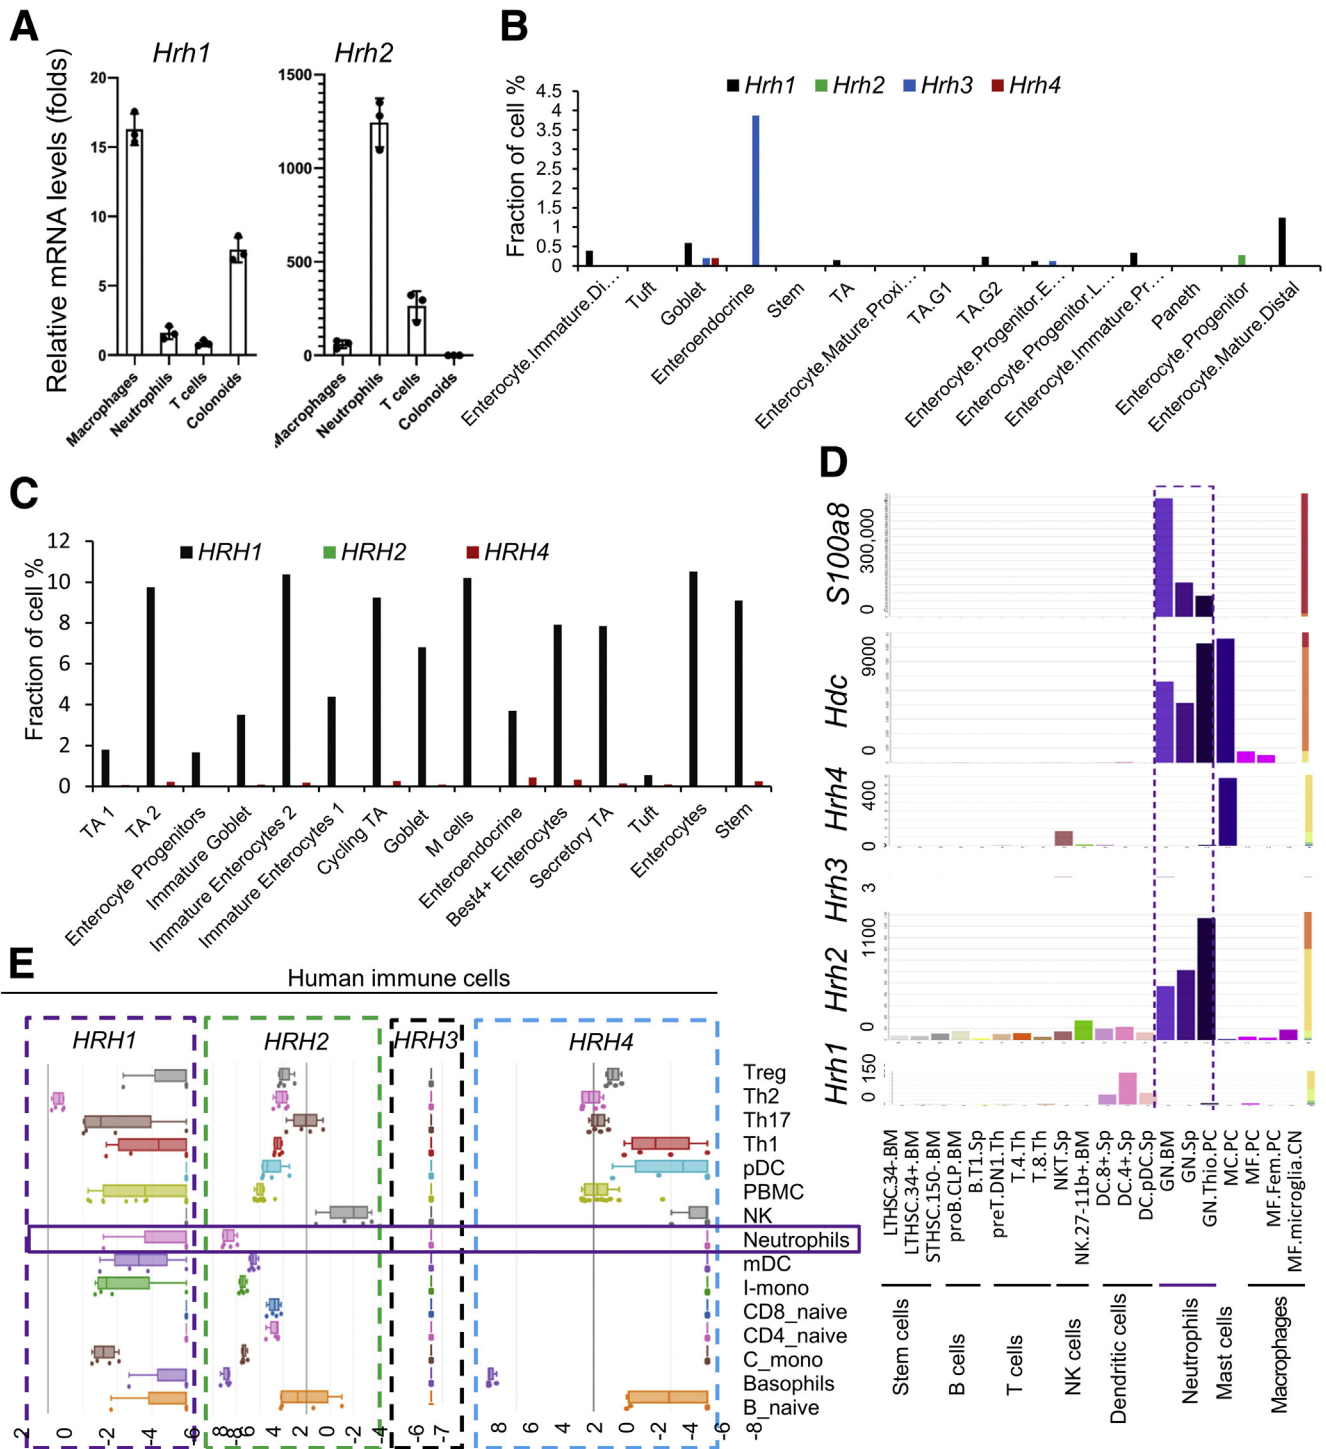 A
Hrh1
Hrh2
Relative mRNA levels (folds)
20
15
10
5
0
Macrophages
Neutrophils
T cells
Colonoids
1500
1000
500
0
Macrophages
Neutrophils
T cells
Colonoids
B
Hrh1 Hrh2 Hrh3 Hrh4
Fraction of cell %
4.5
4
3.5
3
2.5
2
1.5
1
0.5
0
Enterocyte.Immature.Di...
Tuft
Goblet
Enteroendocrine
Stem
TA
Enterocyte.Mature.Proxi...
TA.G1
TA.G2
Enterocyte.Progenitor.E...
Enterocyte.Progenitor.L...
Enterocyte.Immature.Pr...
Paneth
Enterocyte.Progenitor
Enterocyte.Mature.Distal
C
HRH1 HRH2 HRH4
Fraction of cell %
12
10
8
6
4
2
0
TA 1
TA 2
Enterocyte Progenitors
Immature Goblet
Immature Enterocytes 2
Immature Enterocytes 1
Cycling TA
Goblet
M cells
Enteroendocrine
Best4+ Enterocytes
Secretory TA
Tuft
Enterocytes
Stem
D
S100a8
300,000
0
Hdc
9000
0
Hrh4
400
0
Hrh3
3
Hrh2
1100
0
Hrh1
150
0
LTHSC.34-.BM
LTHSC.34+.BM
STHSC.150-.BM
proB.CLP.BM
B.T1.Sp
preT.DN1.Th
T.4.Th
T.8.Th
NKT.Sp
NK.27-11b+.BM
DC.8+.Sp
DC.4+.Sp
DC.pDC.Sp
GN.BM
GN.Sp
GN.Thio.PC
MC.PC
MF.PC
MF.Fem.PC
MF.microglia.CN
Stem cells
B cells
T cells
NK cells
Dendritic cells
Neutrophils
Mast cells
Macrophages
E
Human immune cells
HRH1
HRH2
HRH3
HRH4
Treg
Th2
Th17
Th1
pDC
PBMC
NK
Neutrophils
mDC
I-mono
CD8_naive
CD4_naive
C_mono
Basophils
B_naive
2 0 -2 -4 -6 -8
8 6 4 2 0 -2 -4
-6 -7
8 6 4 2 0 -2 -4 -6 -8